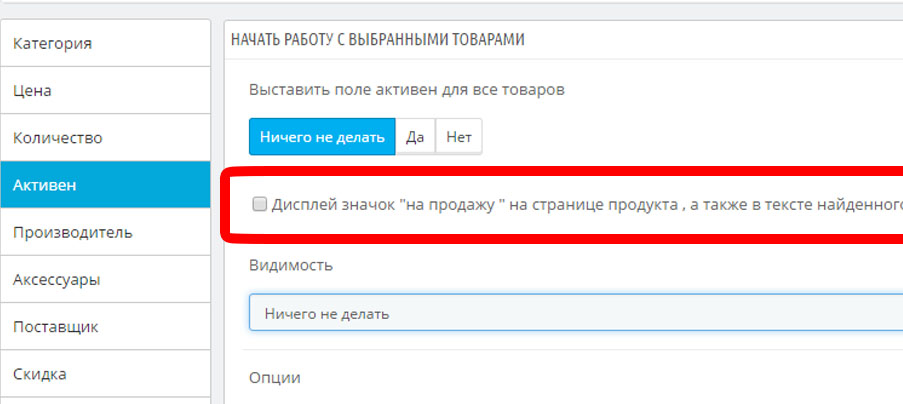 Категория
Цена
Количество
Активен
Производитель
Аксессуары
Поставщик
Скидка
НАЧАТЬ РАБОТУ С ВЫБРАННЫМИ ТОВАРАМИ
Выставить поле активен для все товаров
Ничего не делать Да Нет
Дисплей значок "на продажу " на странице продукта , а также в тексте найденного
Видимость
Ничего не делать
Опции